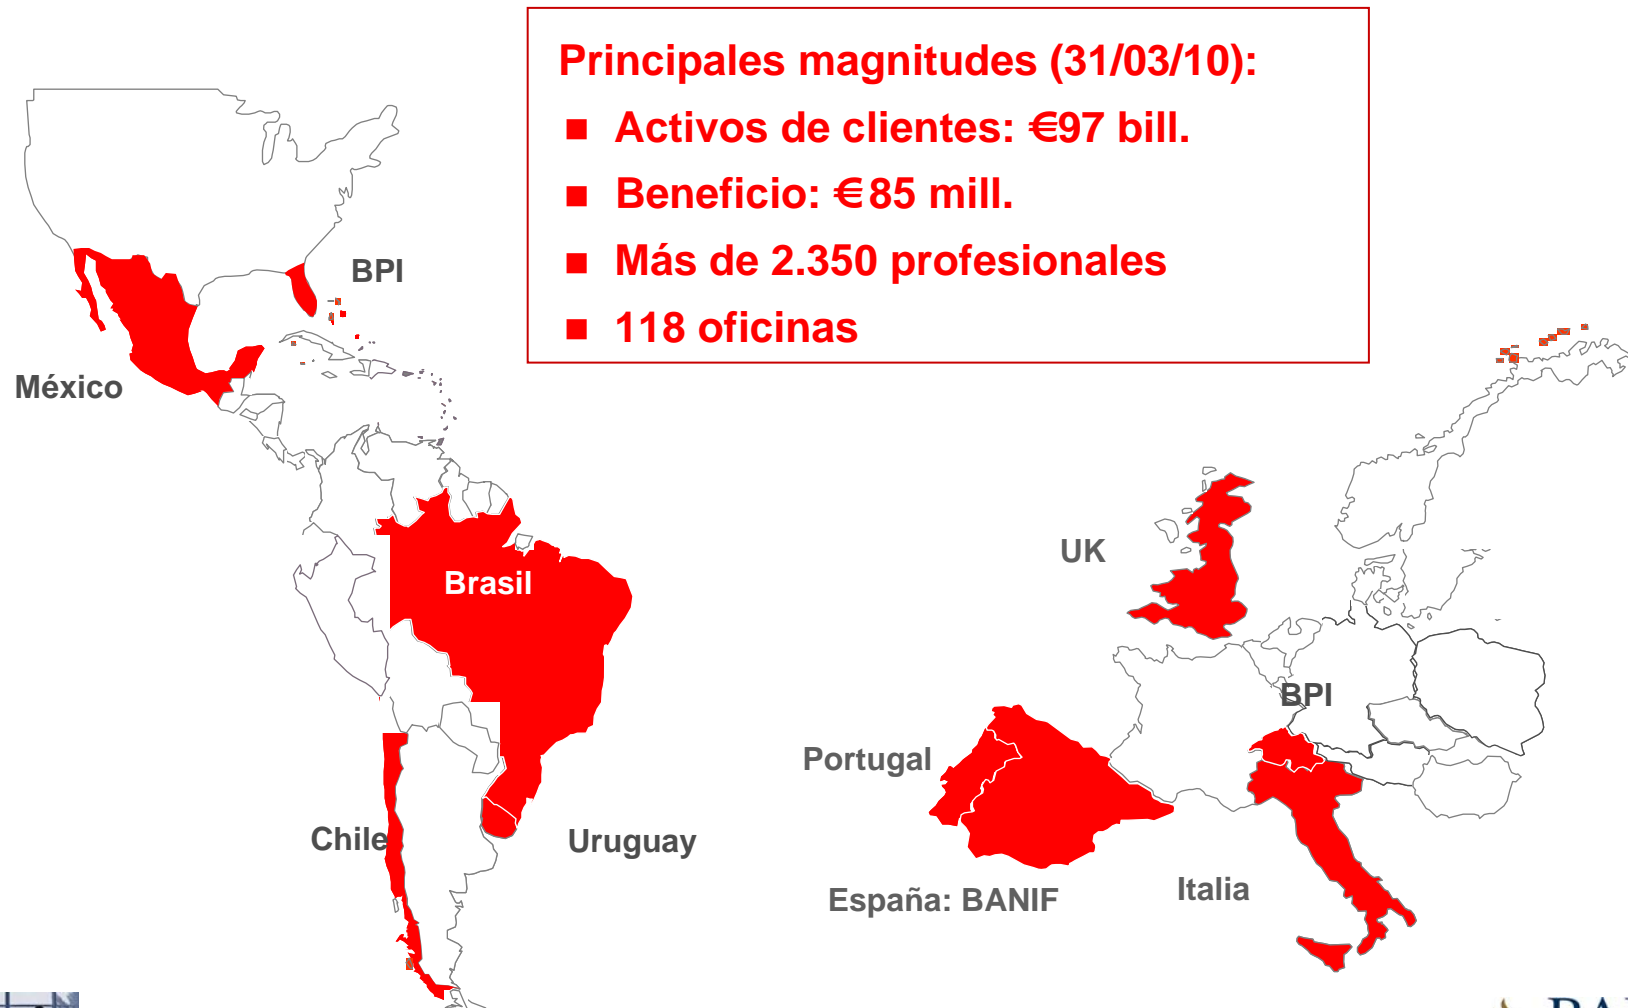 Principales magnitudes (31/03/10):
■ Activos de clientes: €97 bill.
■ Beneficio: €85 mill.
■ Más de 2.350 profesionales
■ 118 oficinas
BPI
México
Brasil
Chile
Uruguay
UK
BPI
Portugal
España: BANIF
Italia